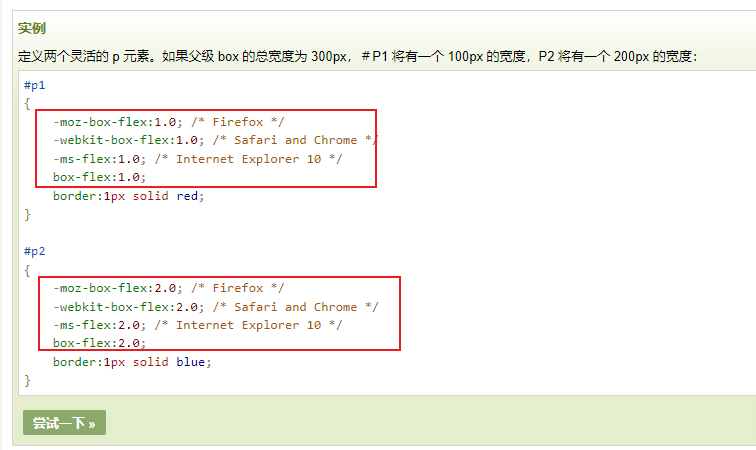 实例
定义两个灵活的 p 元素。如果父级 box 的总宽度为 300px，＃P1 将有一个 100px 的宽度，P2 将有一个 200px 的宽度：
#p1
{
    -moz-box-flex:1.0; /* Firefox */
    -webkit-box-flex:1.0; /* Safari and Chrome */
    -ms-flex:1.0; /* Internet Explorer 10 */
    box-flex:1.0;
    border:1px solid red;
}

#p2
{
    -moz-box-flex:2.0; /* Firefox */
    -webkit-box-flex:2.0; /* Safari and Chrome */
    -ms-flex:2.0; /* Internet Explorer 10 */
    box-flex:2.0;
    border:1px solid blue;
}
尝试一下 »